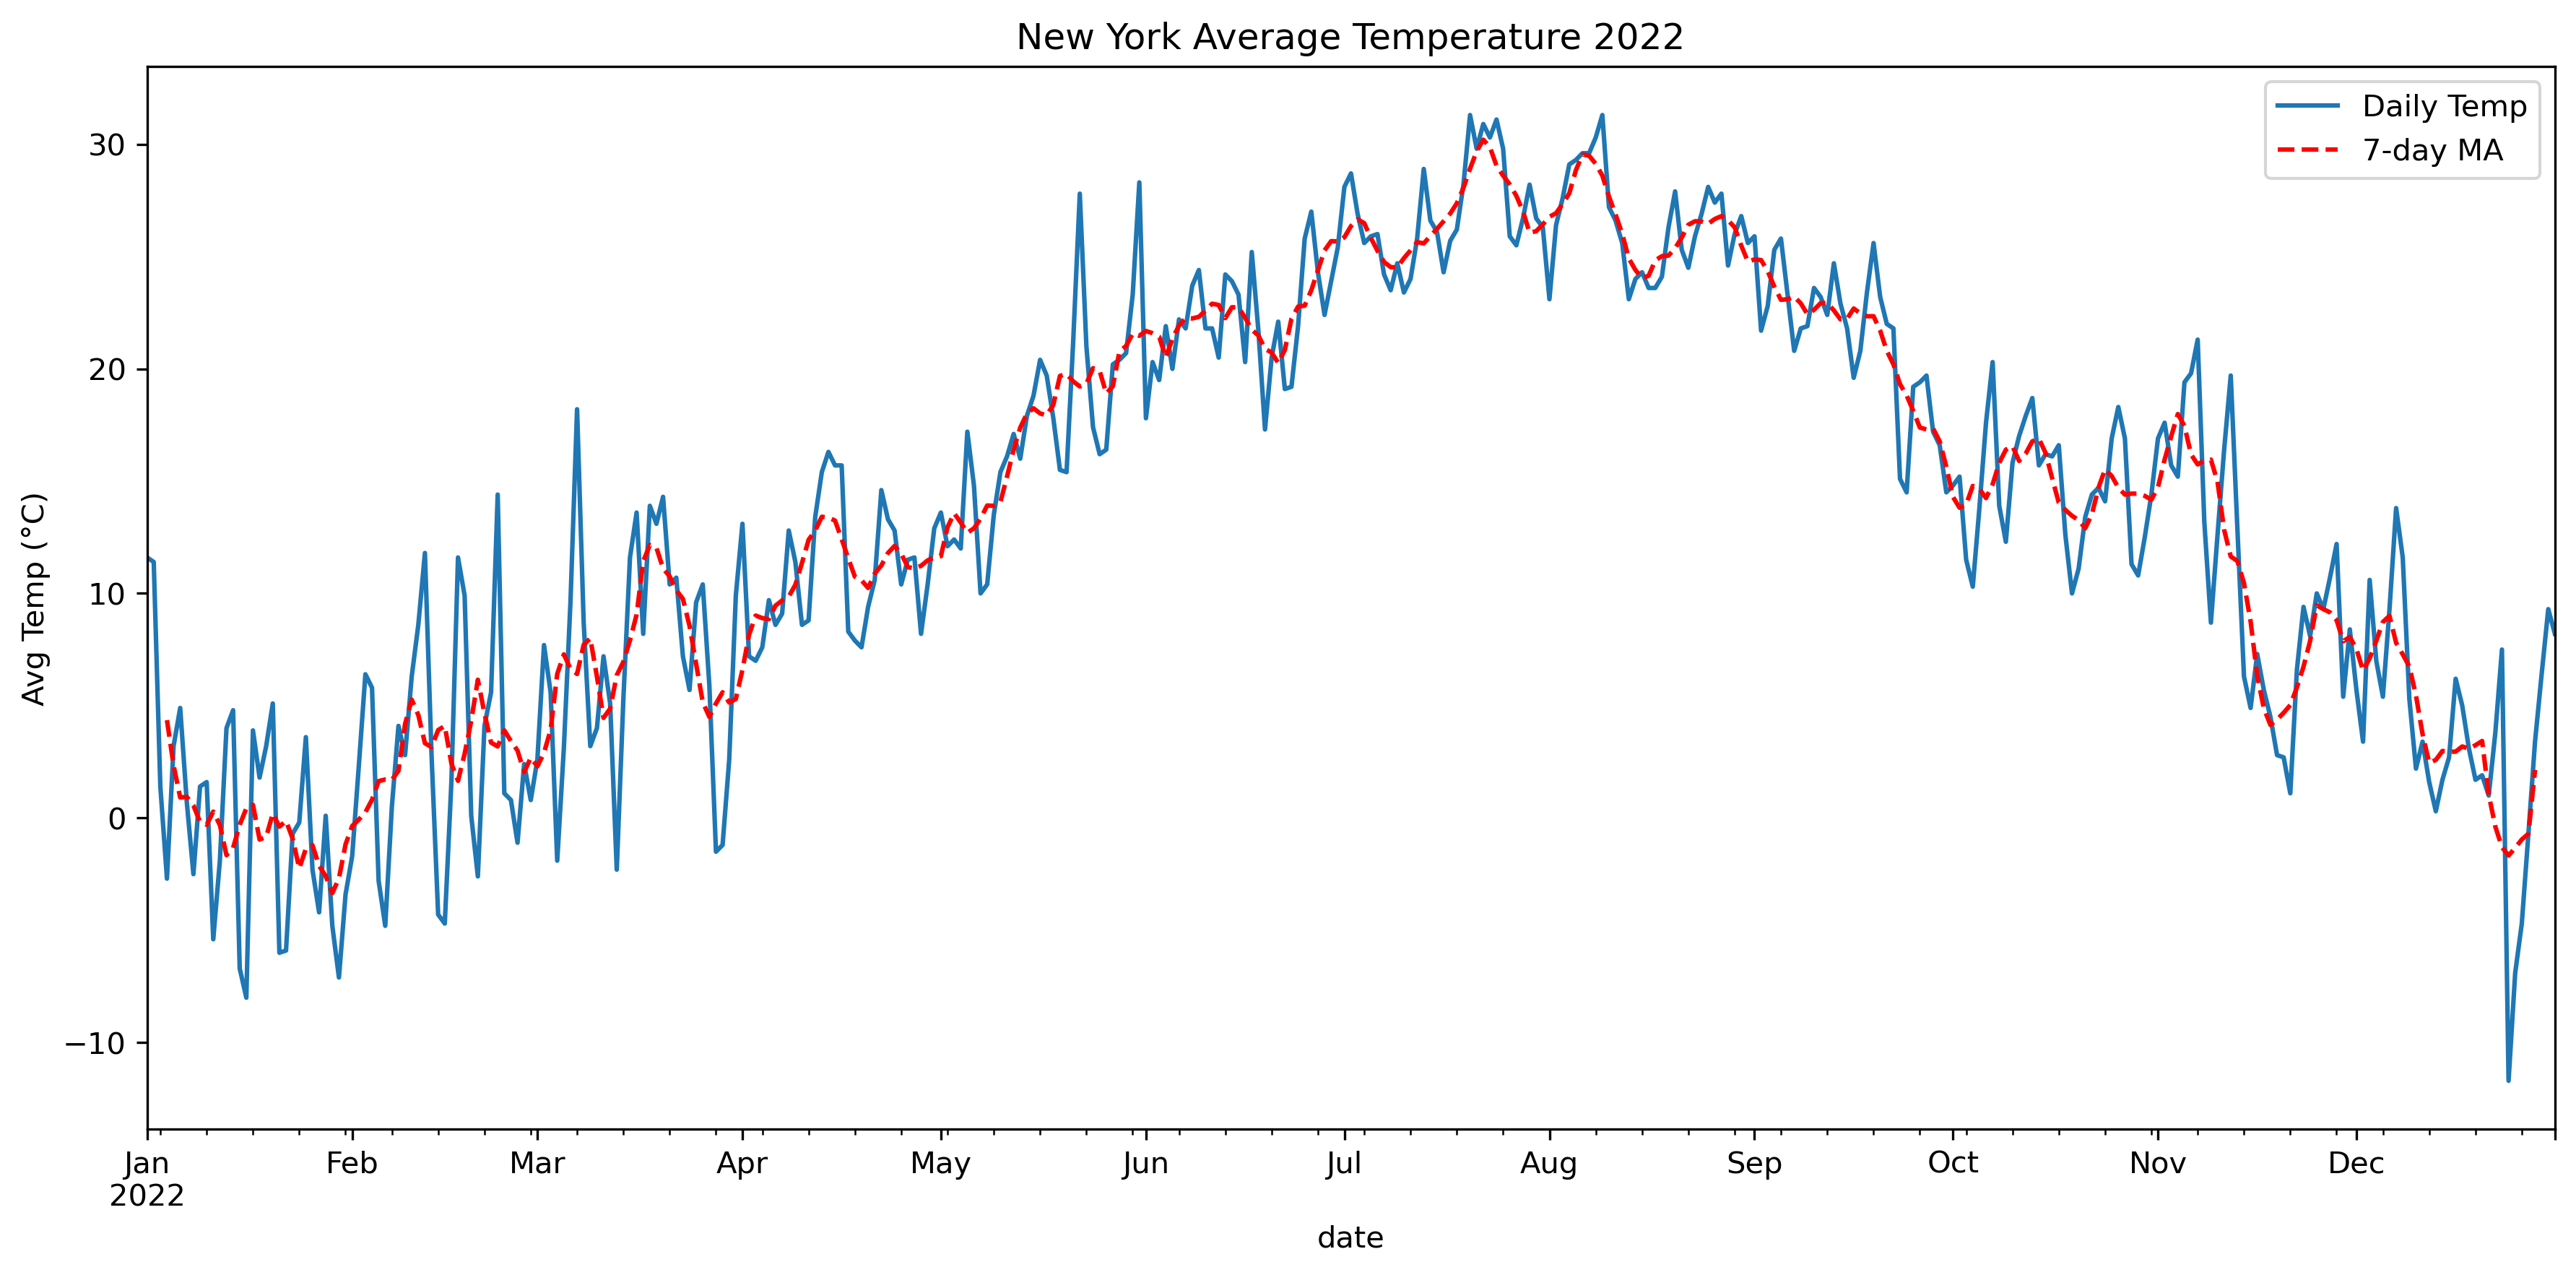 New York Average Temperature 2022
Daily Temp
7-day MA
Avg Temp (°C)
30
20
10
0
−10
Jan Feb Mar Apr May Jun Jul Aug Sep Oct Nov Dec
2022
date